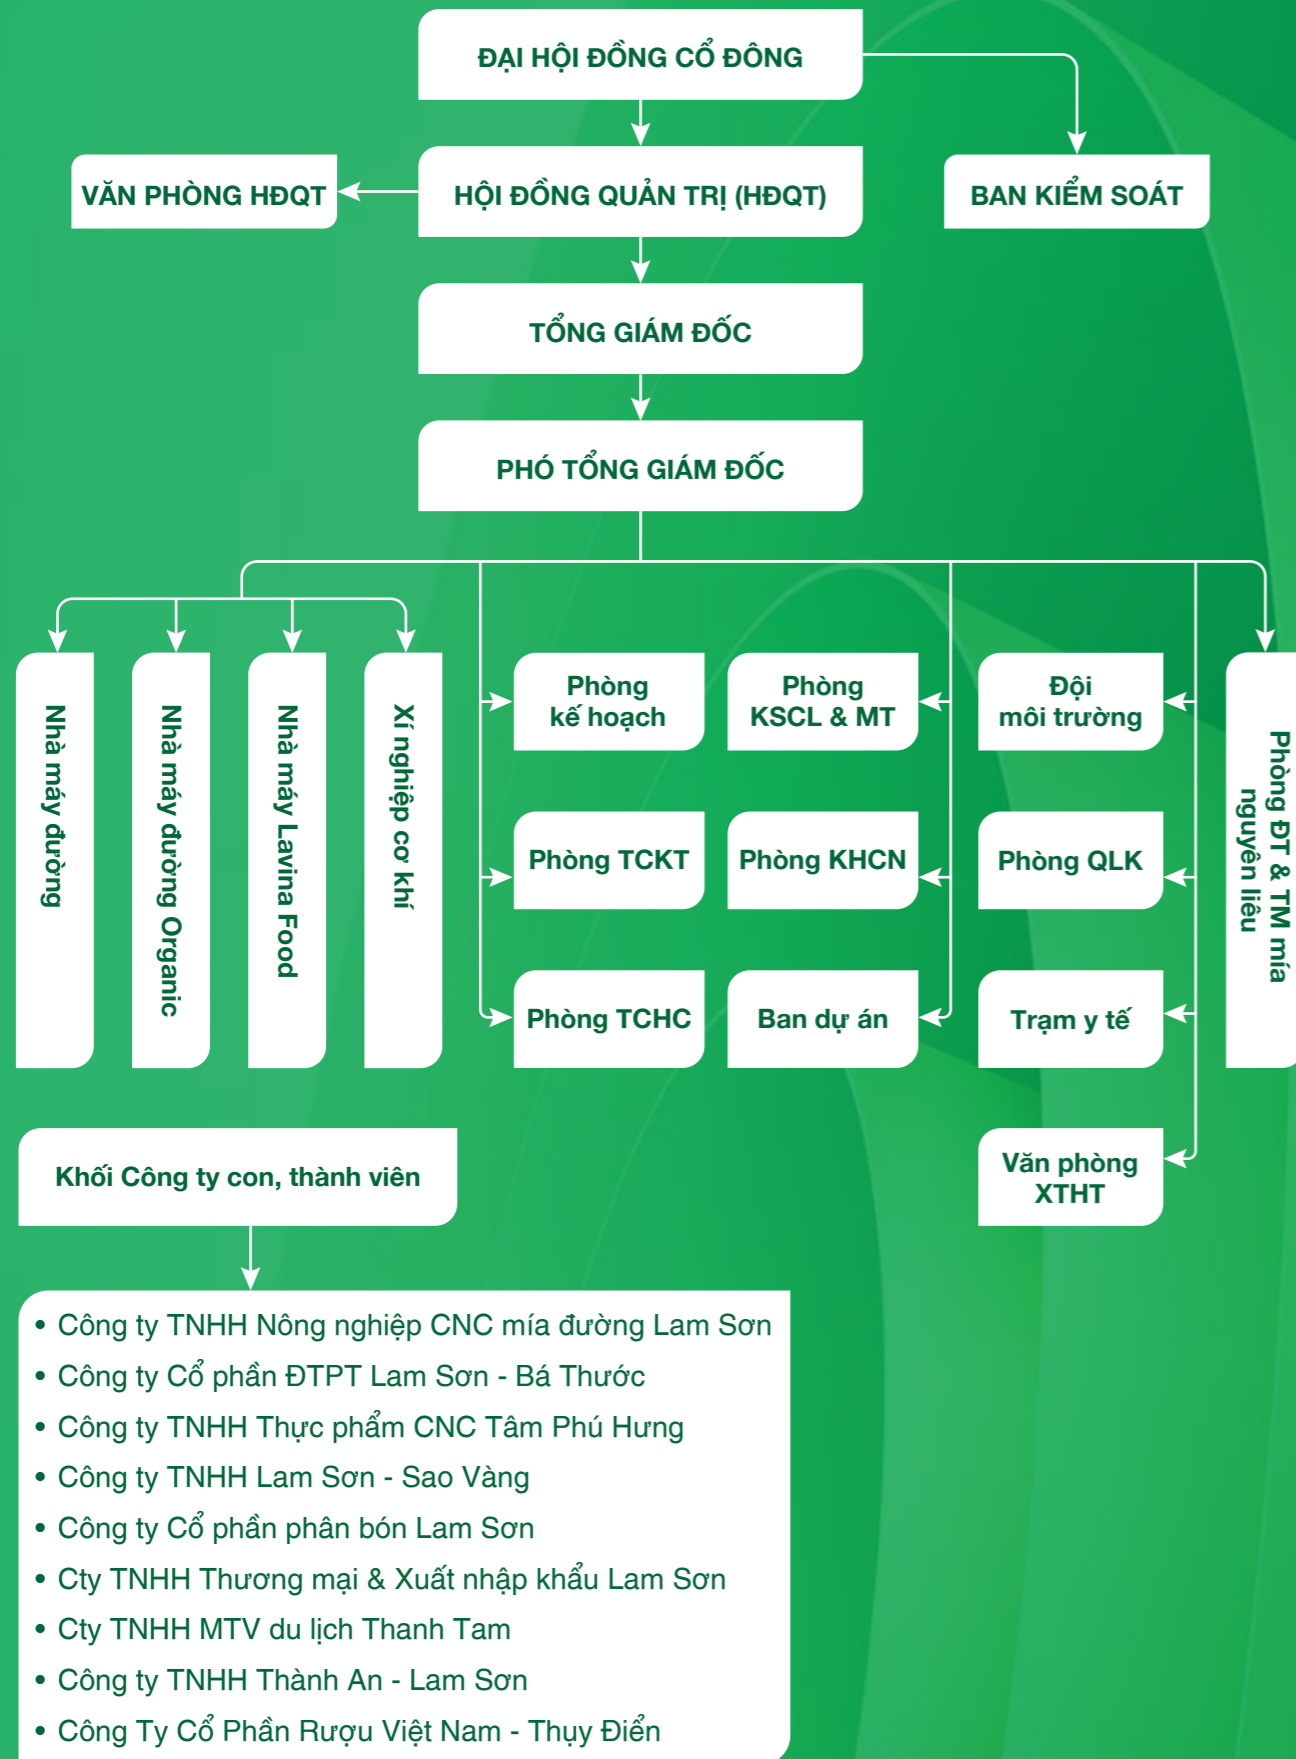 ĐẠI HỘI ĐỒNG CỔ ĐÔNG
VĂN PHÒNG HĐQT
HỘI ĐỒNG QUẢN TRỊ (HĐQT)
BAN KIỂM SOÁT
TỔNG GIÁM ĐỐC
PHÓ TỔNG GIÁM ĐỐC
Nhà máy đường
Nhà máy đường Organic
Nhà máy Lavina Food
Xí nghiệp cơ khí
Phòng
kế hoạch
Phòng
KSCL & MT
Đội
môi trường
Phòng TCKT
Phòng KHCN
Phòng QLK
Phòng TCHC
Ban dự án
Trạm y tế
Văn phòng
XTHT
Phòng ĐT & TM mía
nguyên liêu
Khối Công ty con, thành viên
• Công ty TNHH Nông nghiệp CNC mía đường Lam Sơn
• Công ty Cổ phần ĐTPT Lam Sơn - Bá Thước
• Công ty TNHH Thực phẩm CNC Tâm Phú Hưng
• Công ty TNHH Lam Sơn - Sao Vàng
• Công ty Cổ phần phân bón Lam Sơn
• Cty TNHH Thương mại & Xuất nhập khẩu Lam Sơn
• Cty TNHH MTV du lịch Thanh Tam
• Công ty TNHH Thành An - Lam Sơn
• Công Ty Cổ Phần Rượu Việt Nam - Thụy Điển